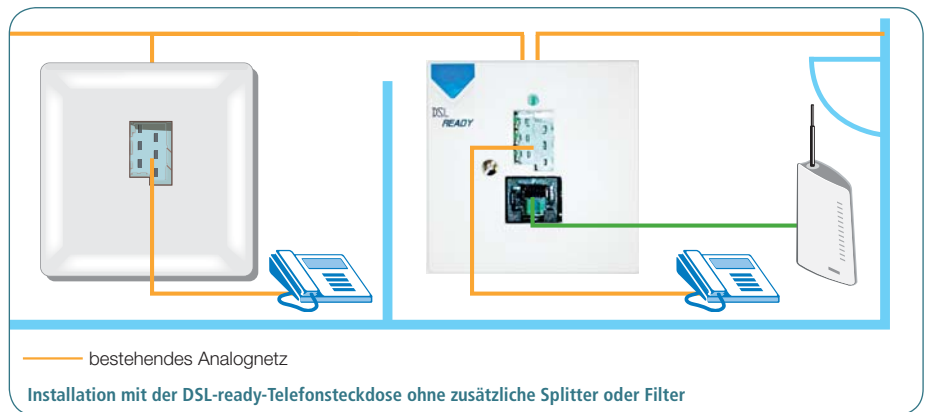 DSL
READY
bestehendes Analognetz
Installation mit der DSL-ready-Telefonsteckdose ohne zusätzliche Splitter oder Filter